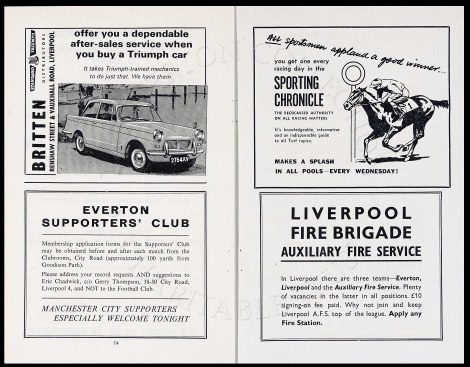 STANDARD TRIUMPH
DISTRIBUTORS
BRITTEN
RENSHAW STREET & VAUXHALL ROAD, LIVERPOOL
offer you a dependable
after-sales service when
you buy a Triumph car
It takes Triumph-trained mechanics
to do just that. We have them.
EVERTON
SUPPORTERS' CLUB
Membership application forms for the Supporters' Club
may be obtained before and after each match from the
Clubrooms, City Road (approximately 100 yards from
Goodison Park).
Please address your record requests AND suggestions to
Eric Chadwick, c/o Gerry Thompson, 38-50 City Road,
Liverpool 4, and NOT to the Football Club.
MANCHESTER CITY SUPPORTERS
ESPECIALLY WELCOME TONIGHT
14
All sportsmen applaud a good winner...
you get one every
racing day in the
SPORTING
CHRONICLE
THE RECOGNISED AUTHORITY
ON ALL RACING MATTERS
It's knowledgeable, informative
and an indispensable guide
to all Turf topics.
MAKES A SPLASH
IN ALL POOLS—EVERY WEDNESDAY!
LIVERPOOL
FIRE BRIGADE
AUXILIARY FIRE SERVICE
In Liverpool there are three teams—Everton,
Liverpool and the Auxiliary Fire Service. Plenty
of vacancies in the latter in all positions. £10
signing-on fee paid. Why not join and keep
Liverpool A.F.S. top of the league. Apply any
Fire Station.